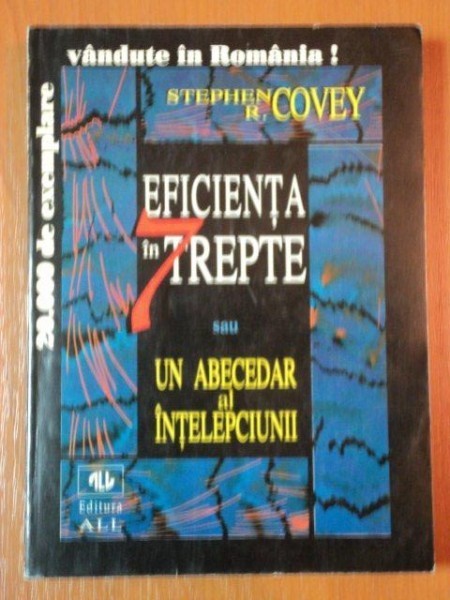 20.000 de exemplare
vândute în România !
STEPHEN
R. COVEY
EFICIENȚA
în
7 TREPTE
sau
UN ABECEDAR
al
ÎNȚELEPCIUNII
ALL
Editura
ALL